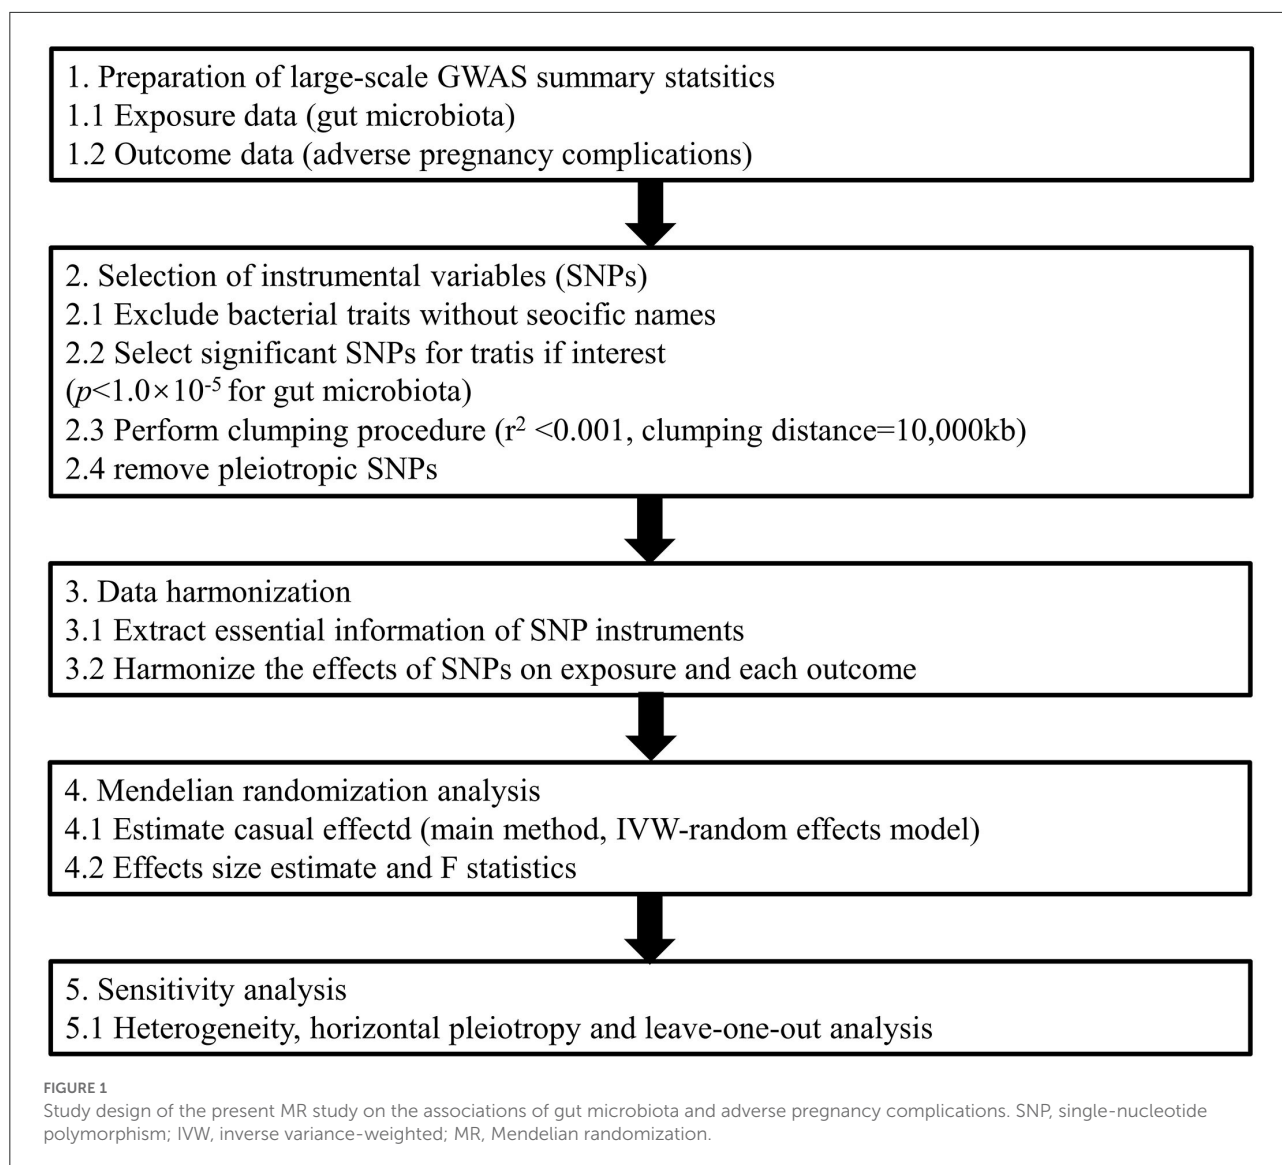 1. Preparation of large-scale GWAS summary statsitics
1.1 Exposure data (gut microbiota)
1.2 Outcome data (adverse pregnancy complications)
2. Selection of instrumental variables (SNPs)
2.1 Exclude bacterial traits without seocific names
2.2 Select significant SNPs for tratis if interest
(p<1.0×10⁻⁵ for gut microbiota)
2.3 Perform clumping procedure (r² <0.001, clumping distance=10,000kb)
2.4 remove pleiotropic SNPs
3. Data harmonization
3.1 Extract essential information of SNP instruments
3.2 Harmonize the effects of SNPs on exposure and each outcome
4. Mendelian randomization analysis
4.1 Estimate casual effectd (main method, IVW-random effects model)
4.2 Effects size estimate and F statistics
5. Sensitivity analysis
5.1 Heterogeneity, horizontal pleiotropy and leave-one-out analysis
FIGURE 1
Study design of the present MR study on the associations of gut microbiota and adverse pregnancy complications. SNP, single-nucleotide
polymorphism; IVW, inverse variance-weighted; MR, Mendelian randomization.